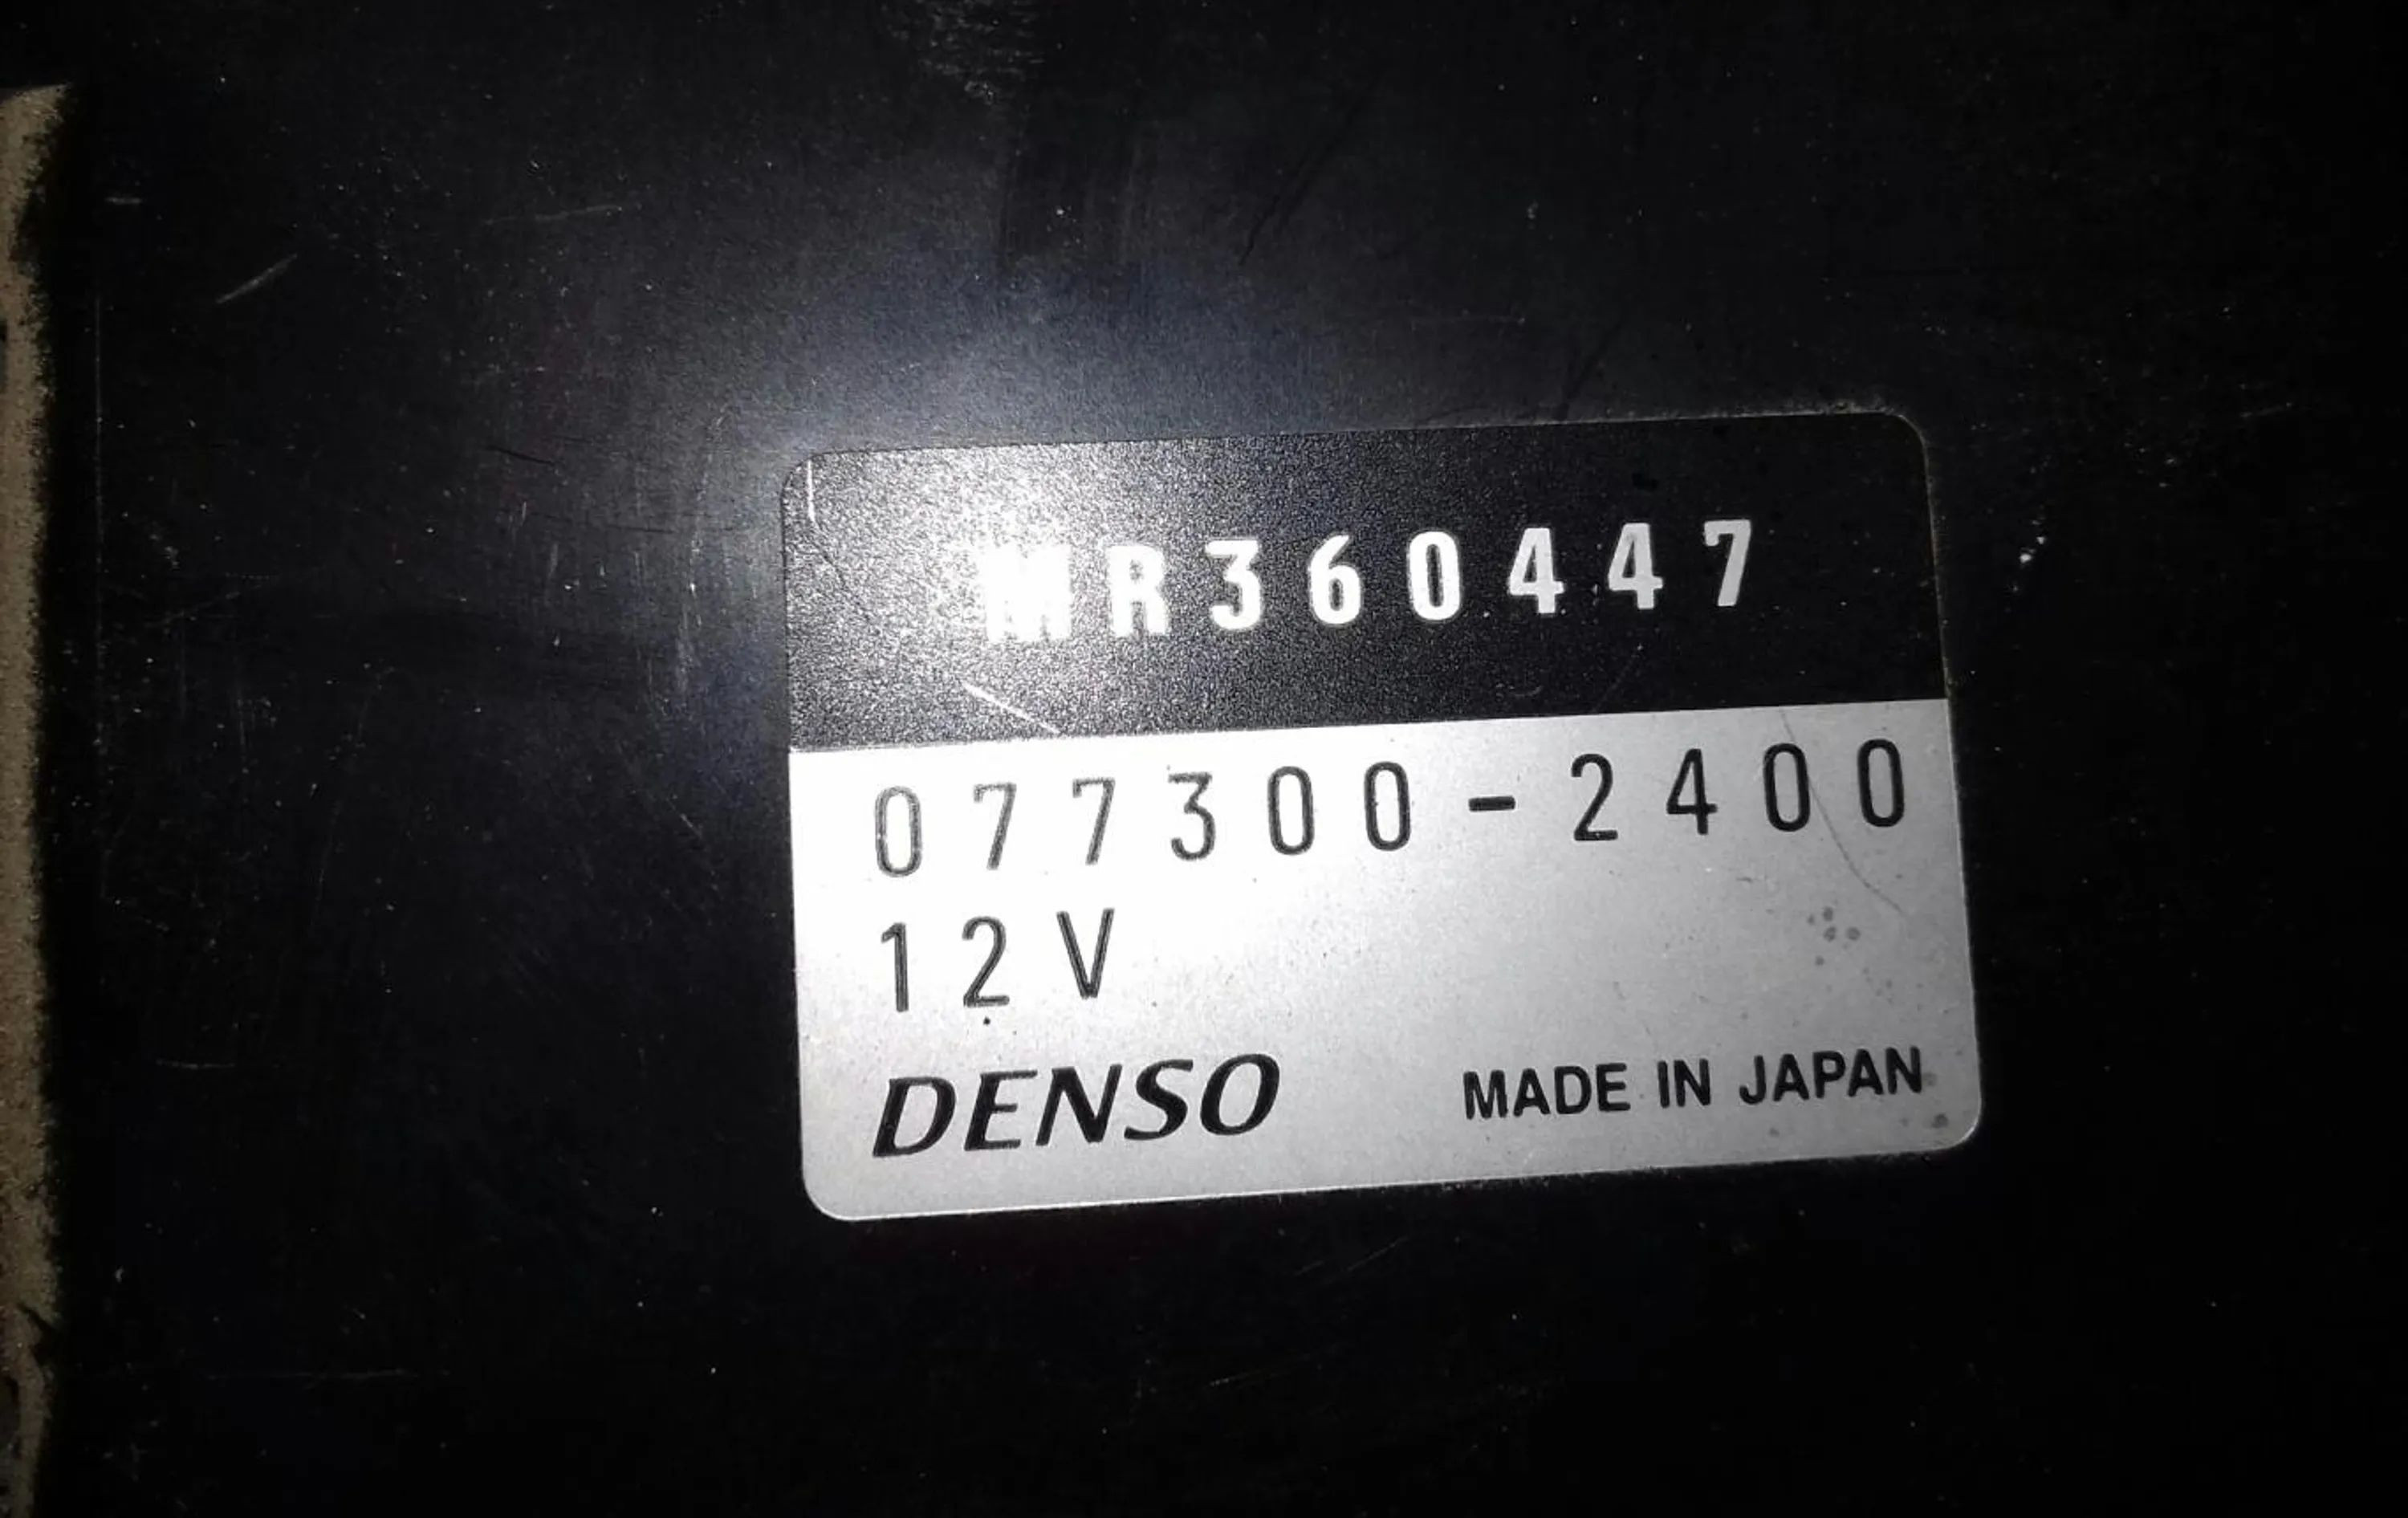 MR360447
077300-2400
12V
DENSO MADE IN JAPAN